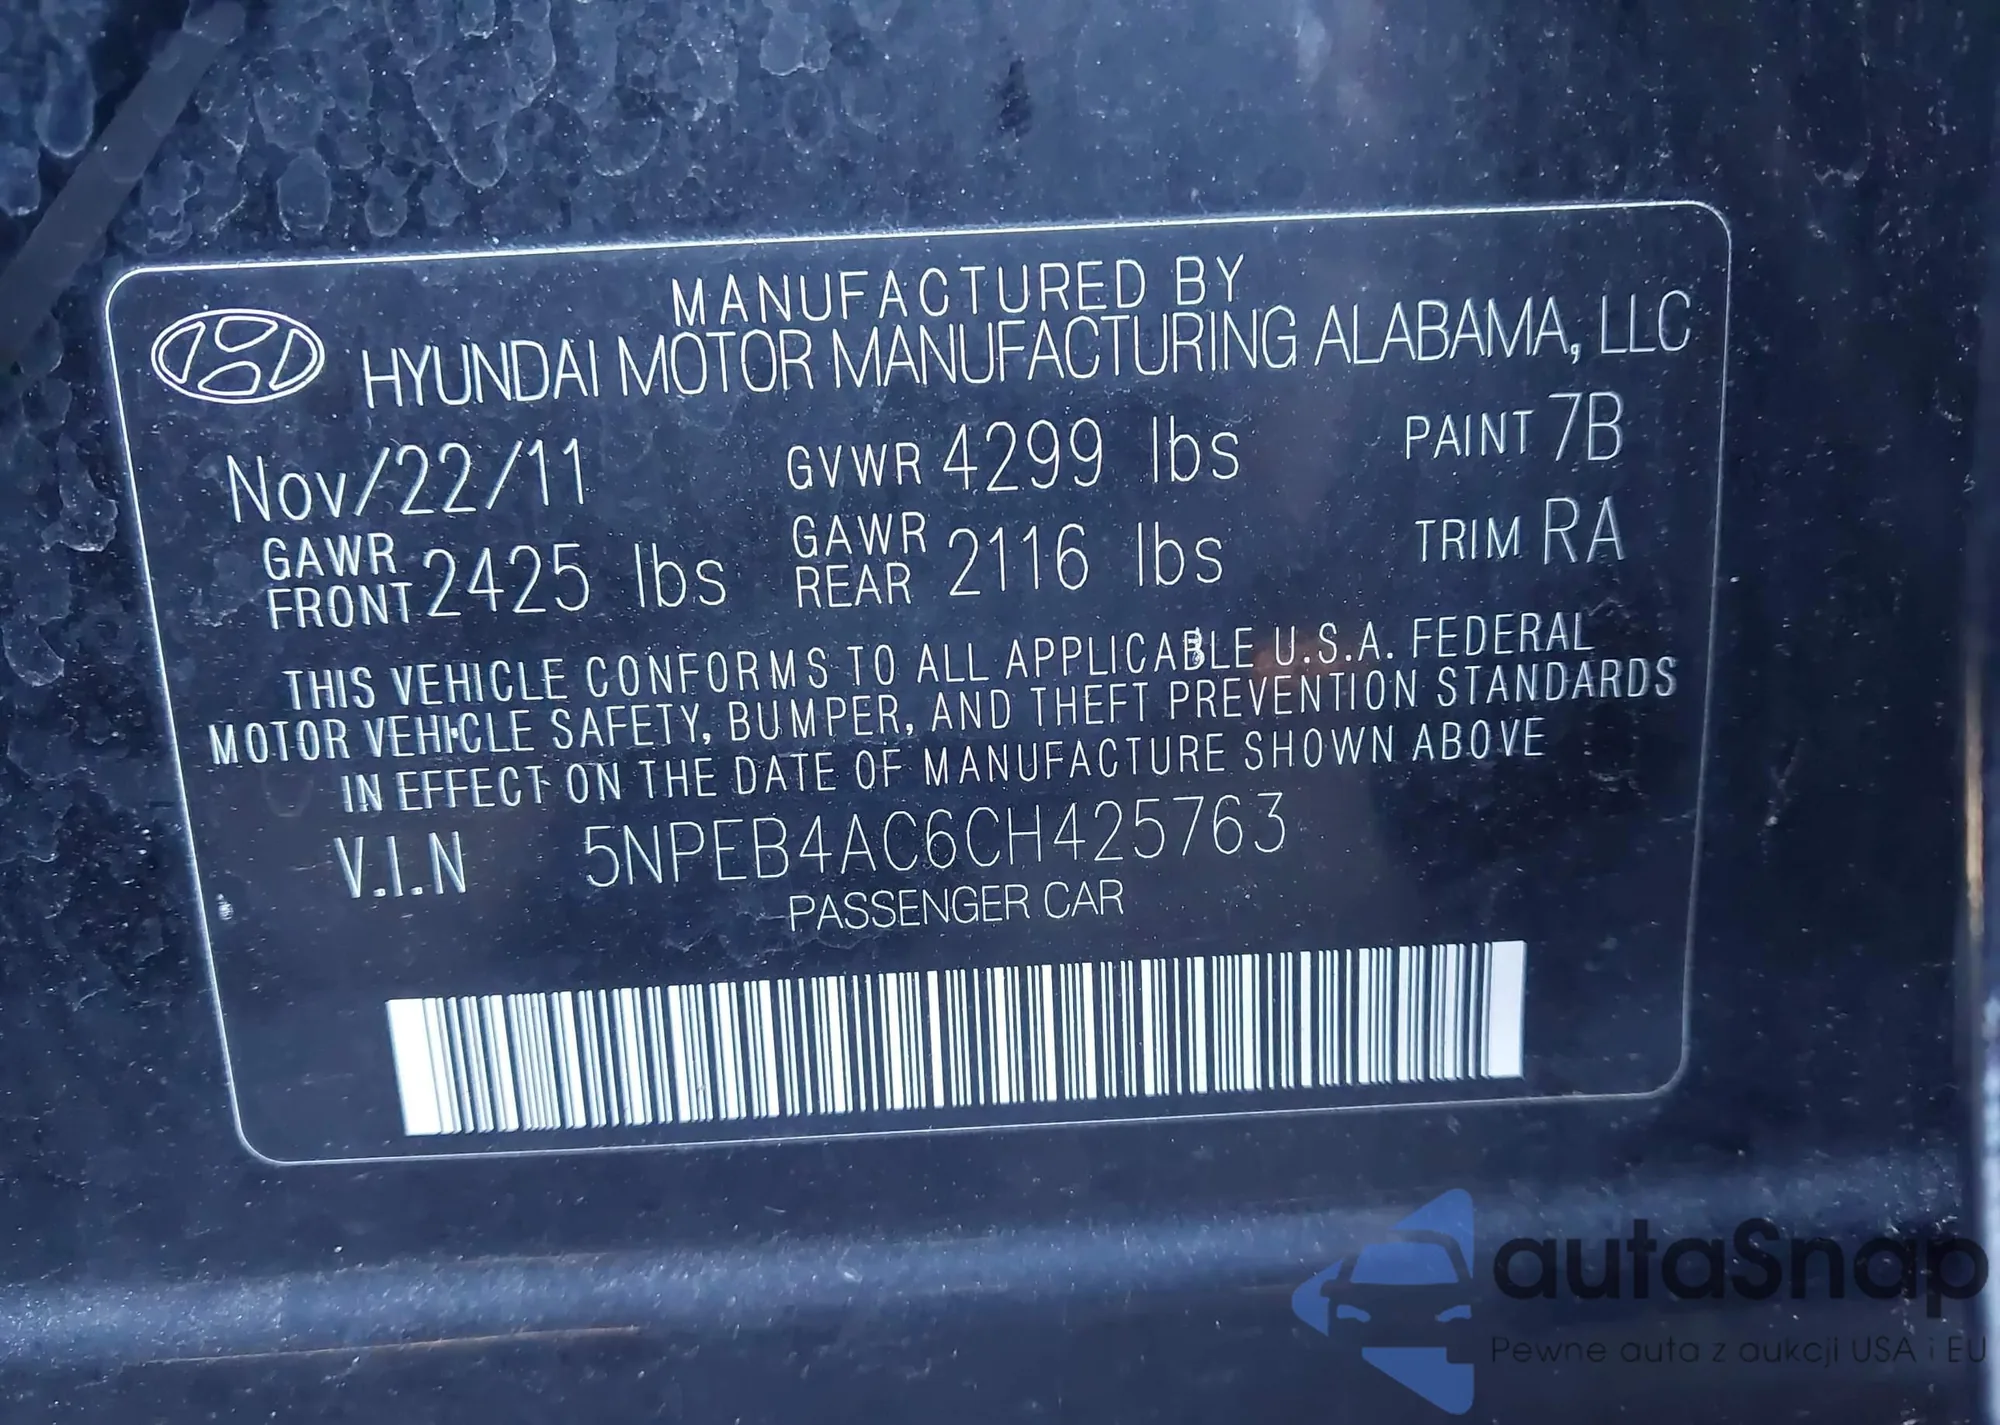 MANUFACTURED BY
HYUNDAI MOTOR MANUFACTURING ALABAMA, LLC
Nov/22/11 GVWR 4299 lbs PAINT 7B
GAWR FRONT 2425 lbs GAWR REAR 2116 lbs TRIM RA
THIS VEHICLE CONFORMS TO ALL APPLICABLE U.S.A. FEDERAL
MOTOR VEHICLE SAFETY, BUMPER, AND THEFT PREVENTION STANDARDS
IN EFFECT ON THE DATE OF MANUFACTURE SHOWN ABOVE
V.I.N 5NPEB4AC6CH425763
PASSENGER CAR
autaSnap
Pewne auta z aukcji USA i EU